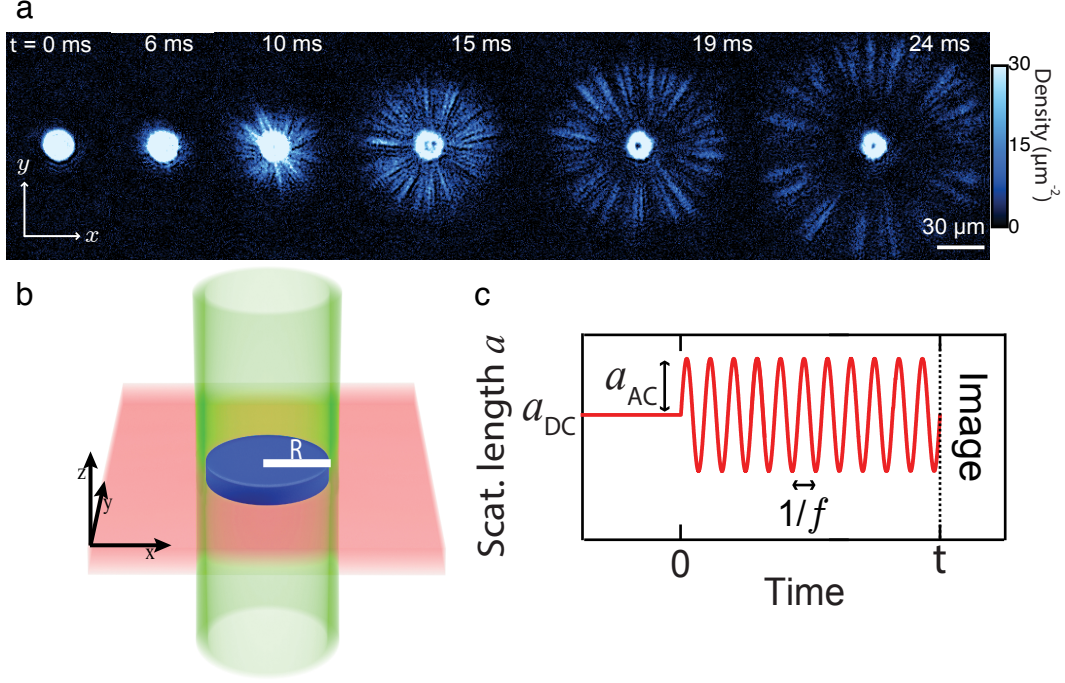 a
t = 0 ms
6 ms
10 ms
15 ms
19 ms
24 ms
y
x
30 μm
30
15
0
Density (μm⁻²)
b
R
z
y
x
c
Scat. length a
a_DC
a_AC
1/f
Image
0
t
Time